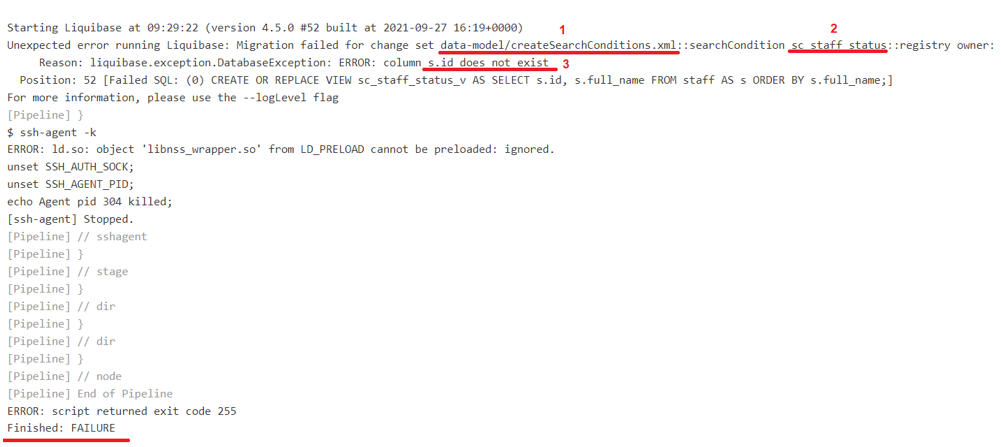 Starting Liquibase at 09:29:22 (version 4.5.0 #52 built at 2021-09-27 16:19+0000)
1
2
Unexpected error running Liquibase: Migration failed for change set data-model/createSearchConditions.xml::searchCondition sc_staff_status::registry owner:
Reason: liquibase.exception.DatabaseException: ERROR: column s.id does not exist
3
Position: 52 [Failed SQL: (0) CREATE OR REPLACE VIEW sc_staff_status_v AS SELECT s.id, s.full_name FROM staff AS s ORDER BY s.full_name;]
For more information, please use the --logLevel flag
[Pipeline] }
$ ssh-agent -k
ERROR: ld.so: object 'libnss_wrapper.so' from LD_PRELOAD cannot be preloaded: ignored.
unset SSH_AUTH_SOCK;
unset SSH_AGENT_PID;
echo Agent pid 304 killed;
[ssh-agent] Stopped.
[Pipeline] // sshagent
[Pipeline] }
[Pipeline] // stage
[Pipeline] }
[Pipeline] // dir
[Pipeline] }
[Pipeline] // dir
[Pipeline] }
[Pipeline] // node
[Pipeline] End of Pipeline
ERROR: script returned exit code 255
Finished: FAILURE